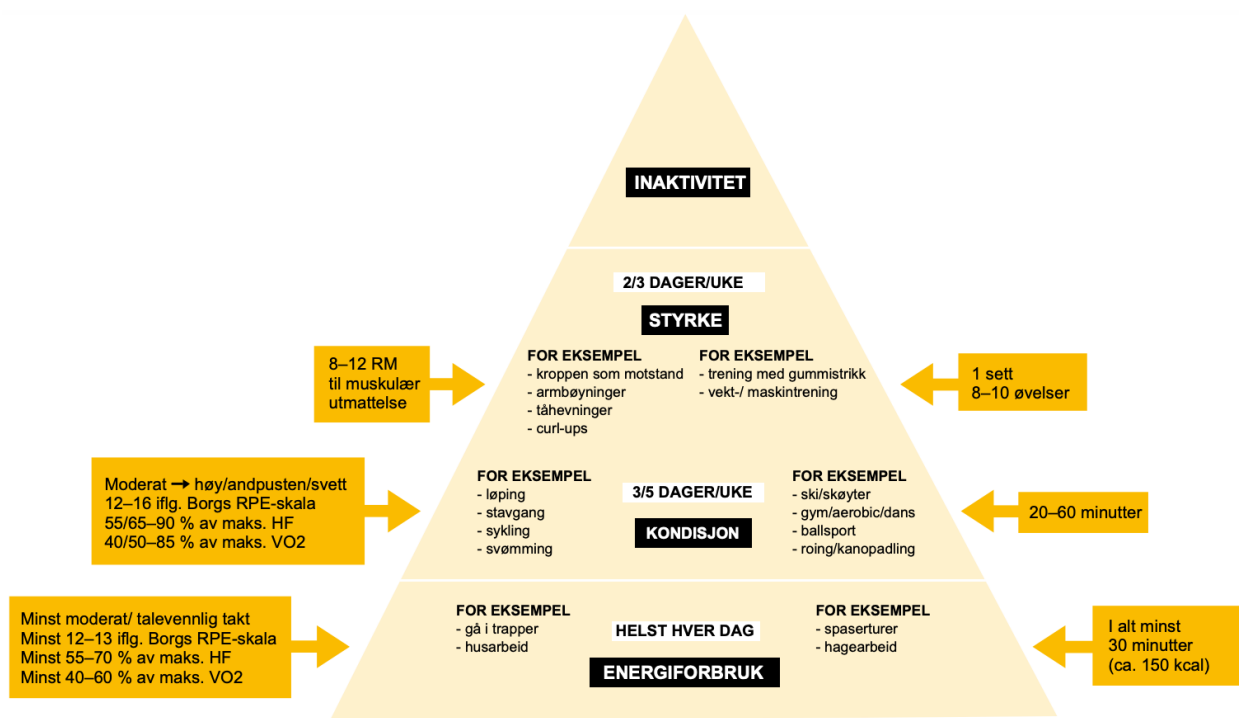 INAKTIVITET
2/3 DAGER/UKE
STYRKE
8–12 RM
til muskulær
utmattelse
FOR EKSEMPEL
- kroppen som motstand
- armbøyninger
- tåhevninger
- curl-ups
FOR EKSEMPEL
- trening med gummistrikk
- vekt-/ maskintrening
1 sett
8–10 øvelser
Moderat → høy/andpusten/svett
12–16 iflg. Borgs RPE-skala
55/65–90 % av maks. HF
40/50–85 % av maks. VO2
FOR EKSEMPEL
- løping
- stavgang
- sykling
- svømming
3/5 DAGER/UKE
KONDISJON
FOR EKSEMPEL
- ski/skøyter
- gym/aerobic/dans
- ballsport
- roing/kanopadling
20–60 minutter
Minst moderat/ talevennlig takt
Minst 12–13 iflg. Borgs RPE-skala
Minst 55–70 % av maks. HF
Minst 40–60 % av maks. VO2
FOR EKSEMPEL
- gå i trapper
- husarbeid
HELST HVER DAG
ENERGIFORBRUK
FOR EKSEMPEL
- spaserturer
- hagearbeid
I alt minst
30 minutter
(ca. 150 kcal)